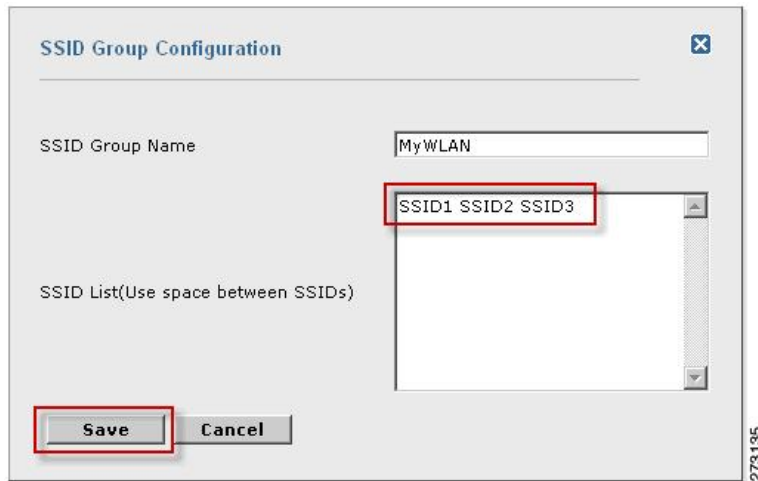 SSID Group Configuration
SSID Group Name
MyWLAN
SSID1 SSID2 SSID3
SSID List(Use space between SSIDs)
Save
Cancel
273135